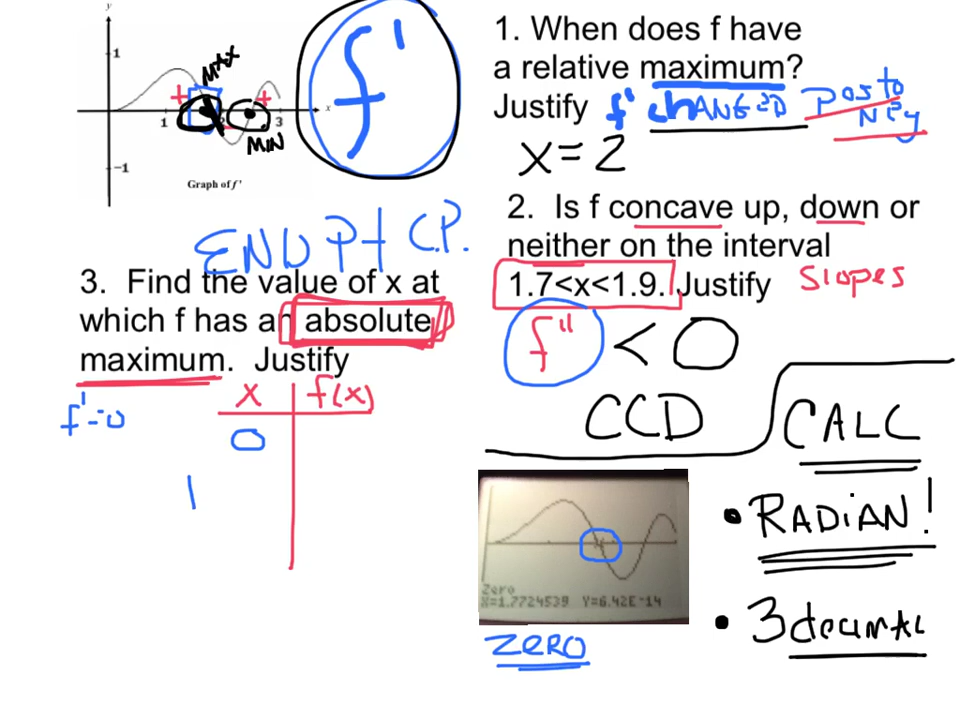 y
1
MAX
+
+
1
2
3
x
MIN
-1
Graph of f'
f'
1. When does f have
a relative maximum?
Justify f' CHANGED pos to
neg
x=2
2. Is f concave up, down or
neither on the interval
1.7<x<1.9. Justify slopes
f" < 0
CCD
END Pt C.P.
3. Find the value of x at
which f has an absolute
maximum. Justify
f'=0
x f(x)
0
1
CALC
• RADIAN!
• 3 decimal
Zero
X=1.7724539 Y=6.42E-14
ZERO